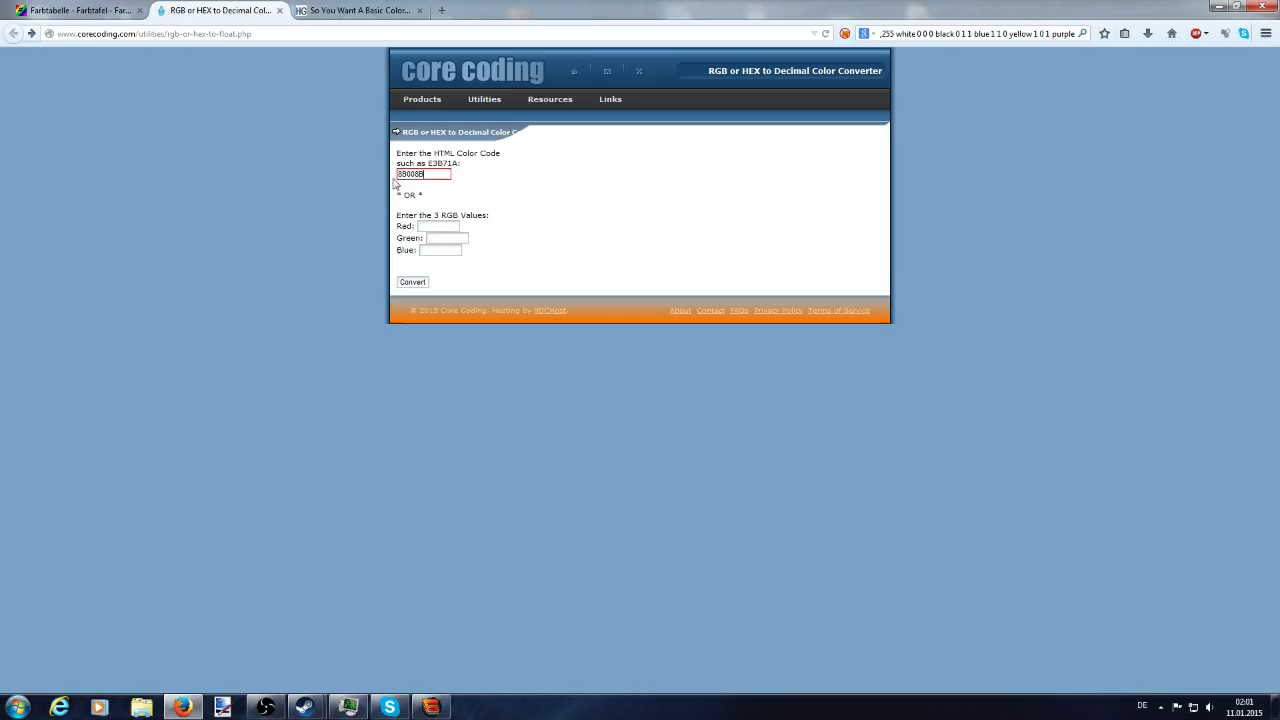 Farbtabelle - Farbtafel - Far...
RGB or HEX to Decimal Col...
So You Want A Basic Color...
www.corecoding.com/utilities/rgb-or-hex-to-float.php
,255 white 0 0 0 black 0 1 1 blue 1 1 0 yellow 1 0 1 purple
core coding
RGB or HEX to Decimal Color Converter
Products
Utilities
Resources
Links
RGB or HEX to Decimal Color C
Enter the HTML Color Code
such as E3B71A:
8B008B
* OR *
Enter the 3 RGB Values:
Red:
Green:
Blue:
Convert
© 2015 Core Coding. Hosting by RDCHost.
About Contact FAQs Privacy Policy Terms of Service
DE
02:01
11.01.2015